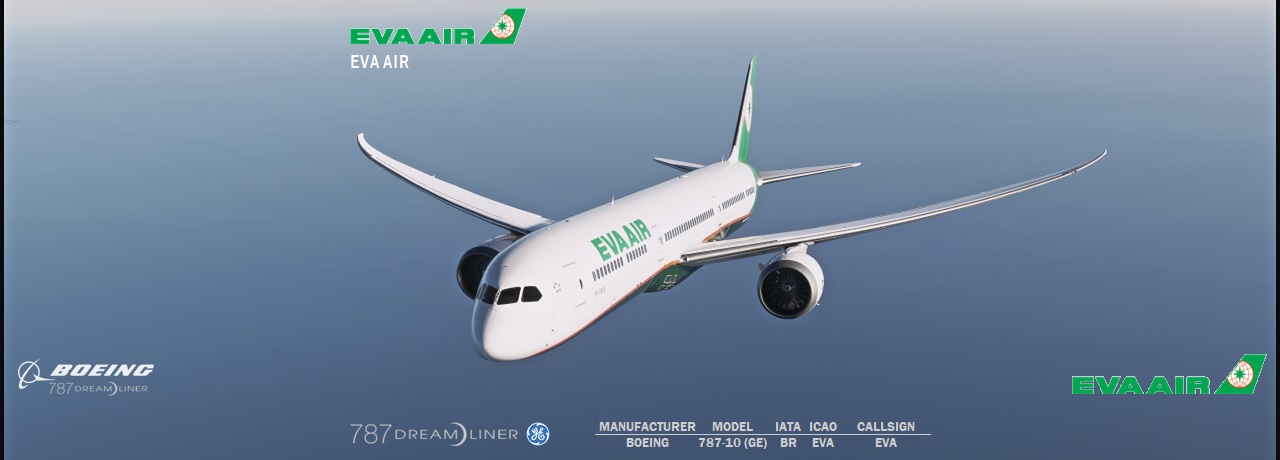 EVA AIR
EVA AIR
EVA AIR
BOEING
787 DREAMLINER
EVA AIR
787 DREAMLINER GE
MANUFACTURER MODEL IATA ICAO CALLSIGN
BOEING 787-10 (GE) BR EVA EVA